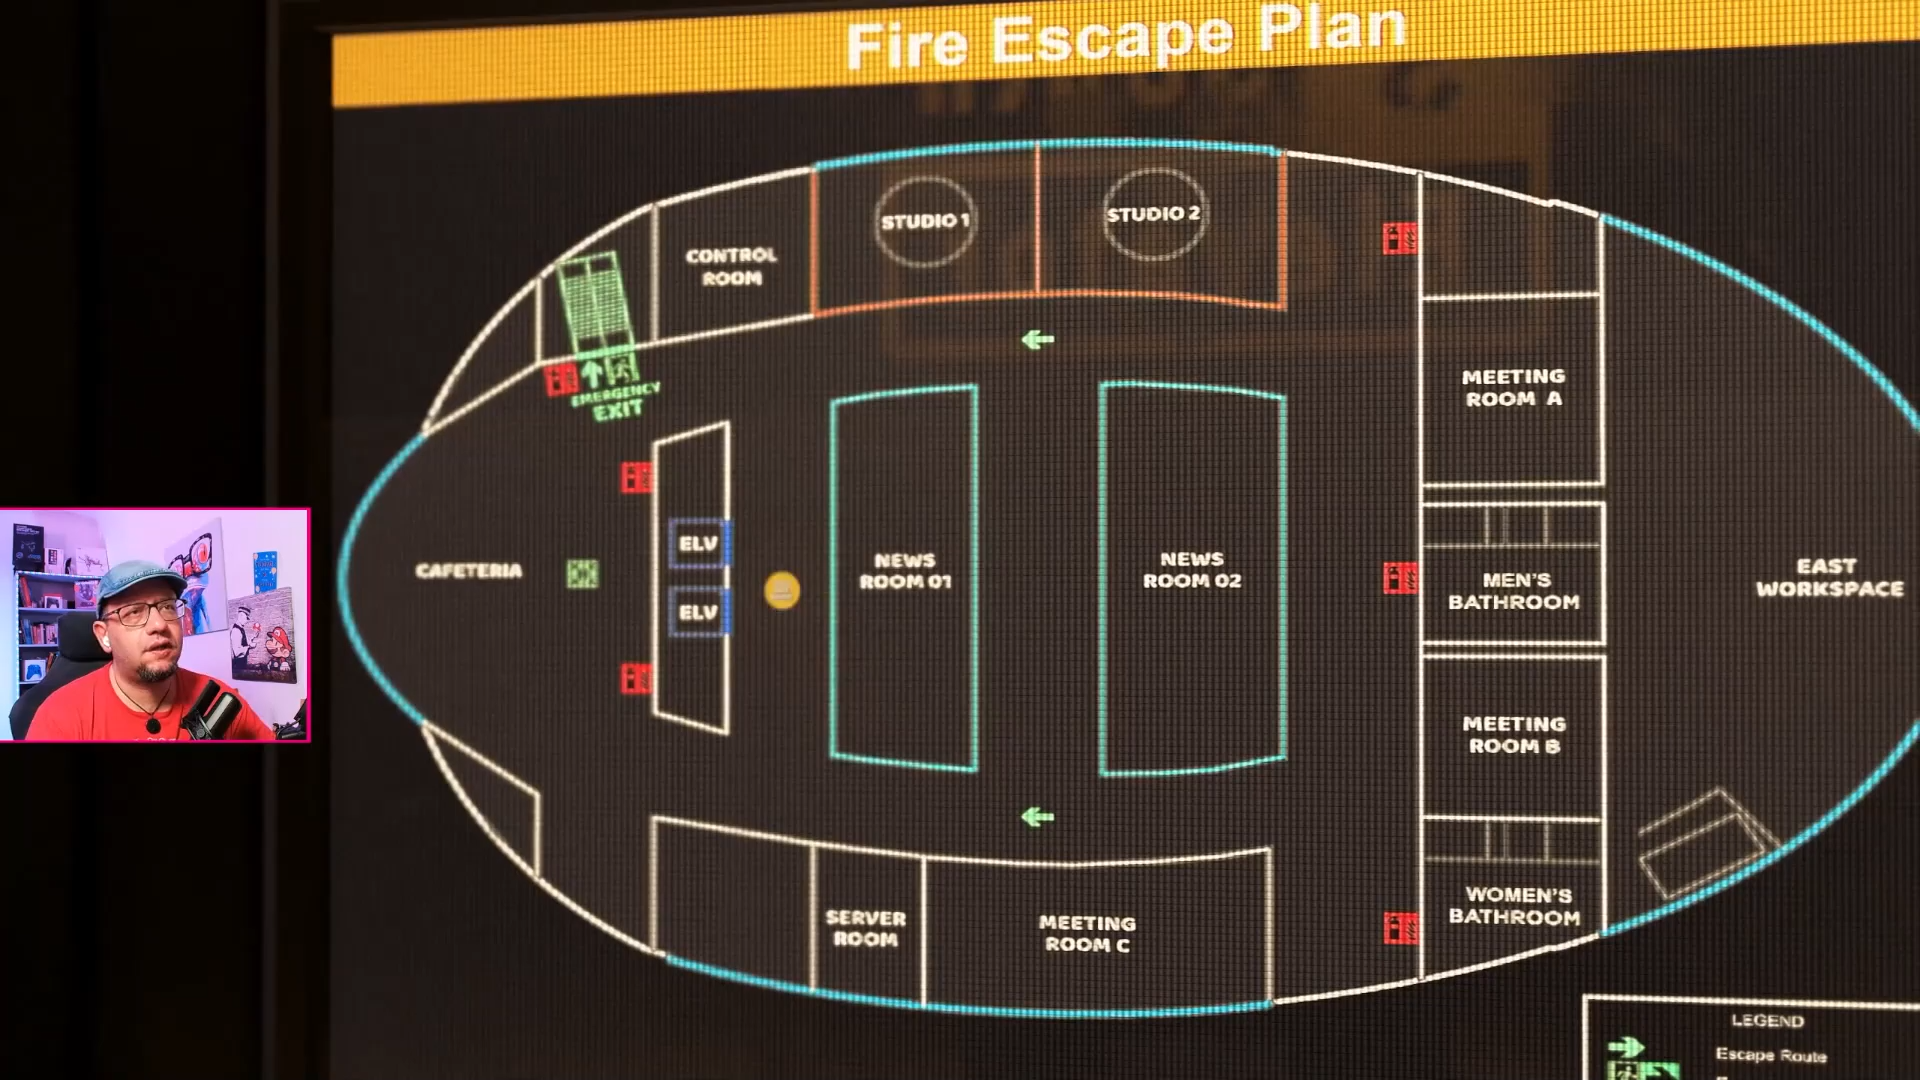 Fire Escape Plan
STUDIO 1
STUDIO 2
CONTROL
ROOM
EMERGENCY
EXIT
MEETING
ROOM A
ELV
ELV
CAFETERIA
NEWS
ROOM 01
NEWS
ROOM 02
MEN'S
BATHROOM
EAST
WORKSPACE
MEETING
ROOM B
SERVER
ROOM
MEETING
ROOM C
WOMEN'S
BATHROOM
LEGEND
Escape Route